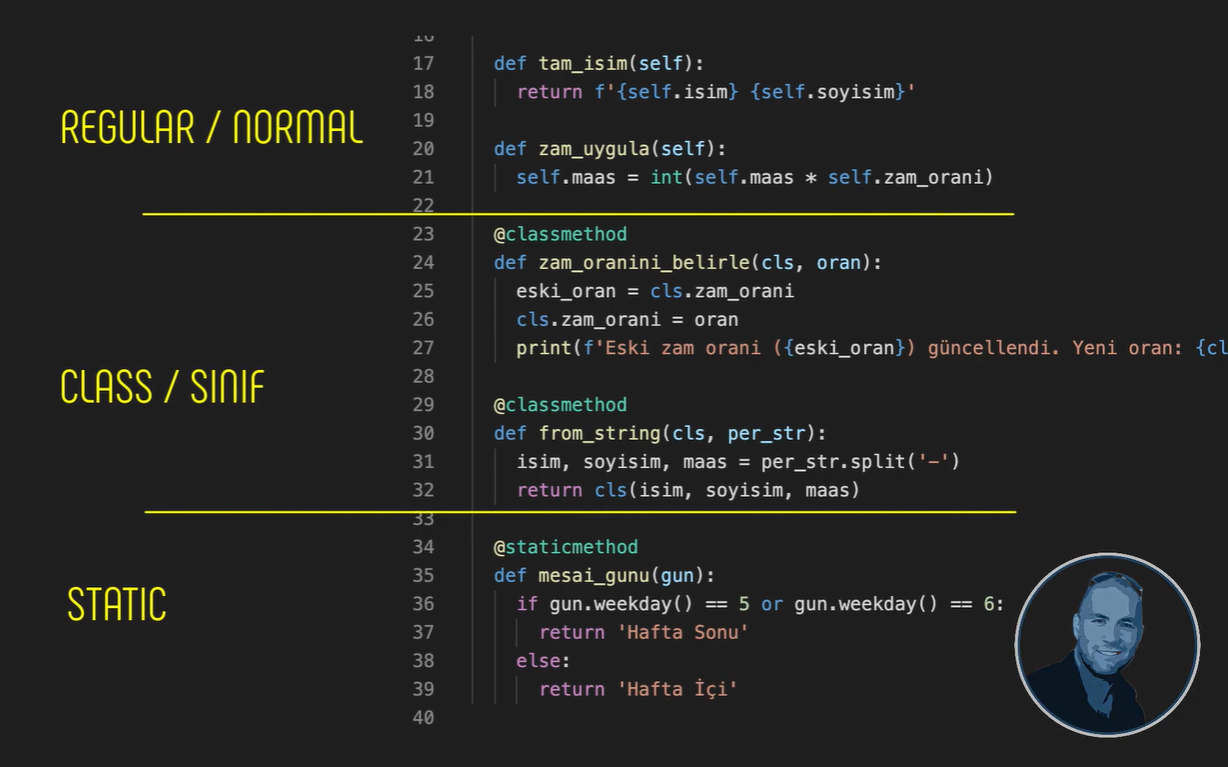 REGULAR / NORMAL
CLASS / SINIF
STATIC
17 def tam_isim(self):
18 return f'{self.isim} {self.soyisim}'
19
20 def zam_uygula(self):
21 self.maas = int(self.maas * self.zam_orani)
22
23 @classmethod
24 def zam_oranini_belirle(cls, oran):
25 eski_oran = cls.zam_orani
26 cls.zam_orani = oran
27 print(f'Eski zam orani ({eski_oran}) güncellendi. Yeni oran: {cl
28
29 @classmethod
30 def from_string(cls, per_str):
31 isim, soyisim, maas = per_str.split('-')
32 return cls(isim, soyisim, maas)
33
34 @staticmethod
35 def mesai_gunu(gun):
36 if gun.weekday() == 5 or gun.weekday() == 6:
37 return 'Hafta Sonu'
38 else:
39 return 'Hafta İçi'
40